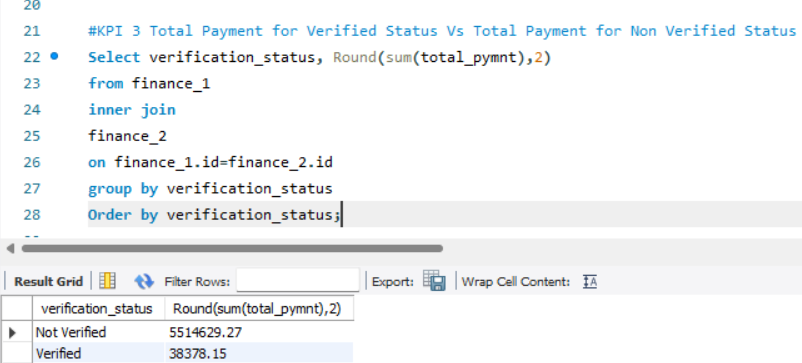 20
21 #KPI 3 Total Payment for Verified Status Vs Total Payment for Non Verified Status
22 Select verification_status, Round(sum(total_pymnt),2)
23 from finance_1
24 inner join
25 finance_2
26 on finance_1.id=finance_2.id
27 group by verification_status
28 Order by verification_status;
Result Grid Filter Rows: Export: Wrap Cell Content:
verification_status Round(sum(total_pymnt),2)
Not Verified 5514629.27
Verified 38378.15